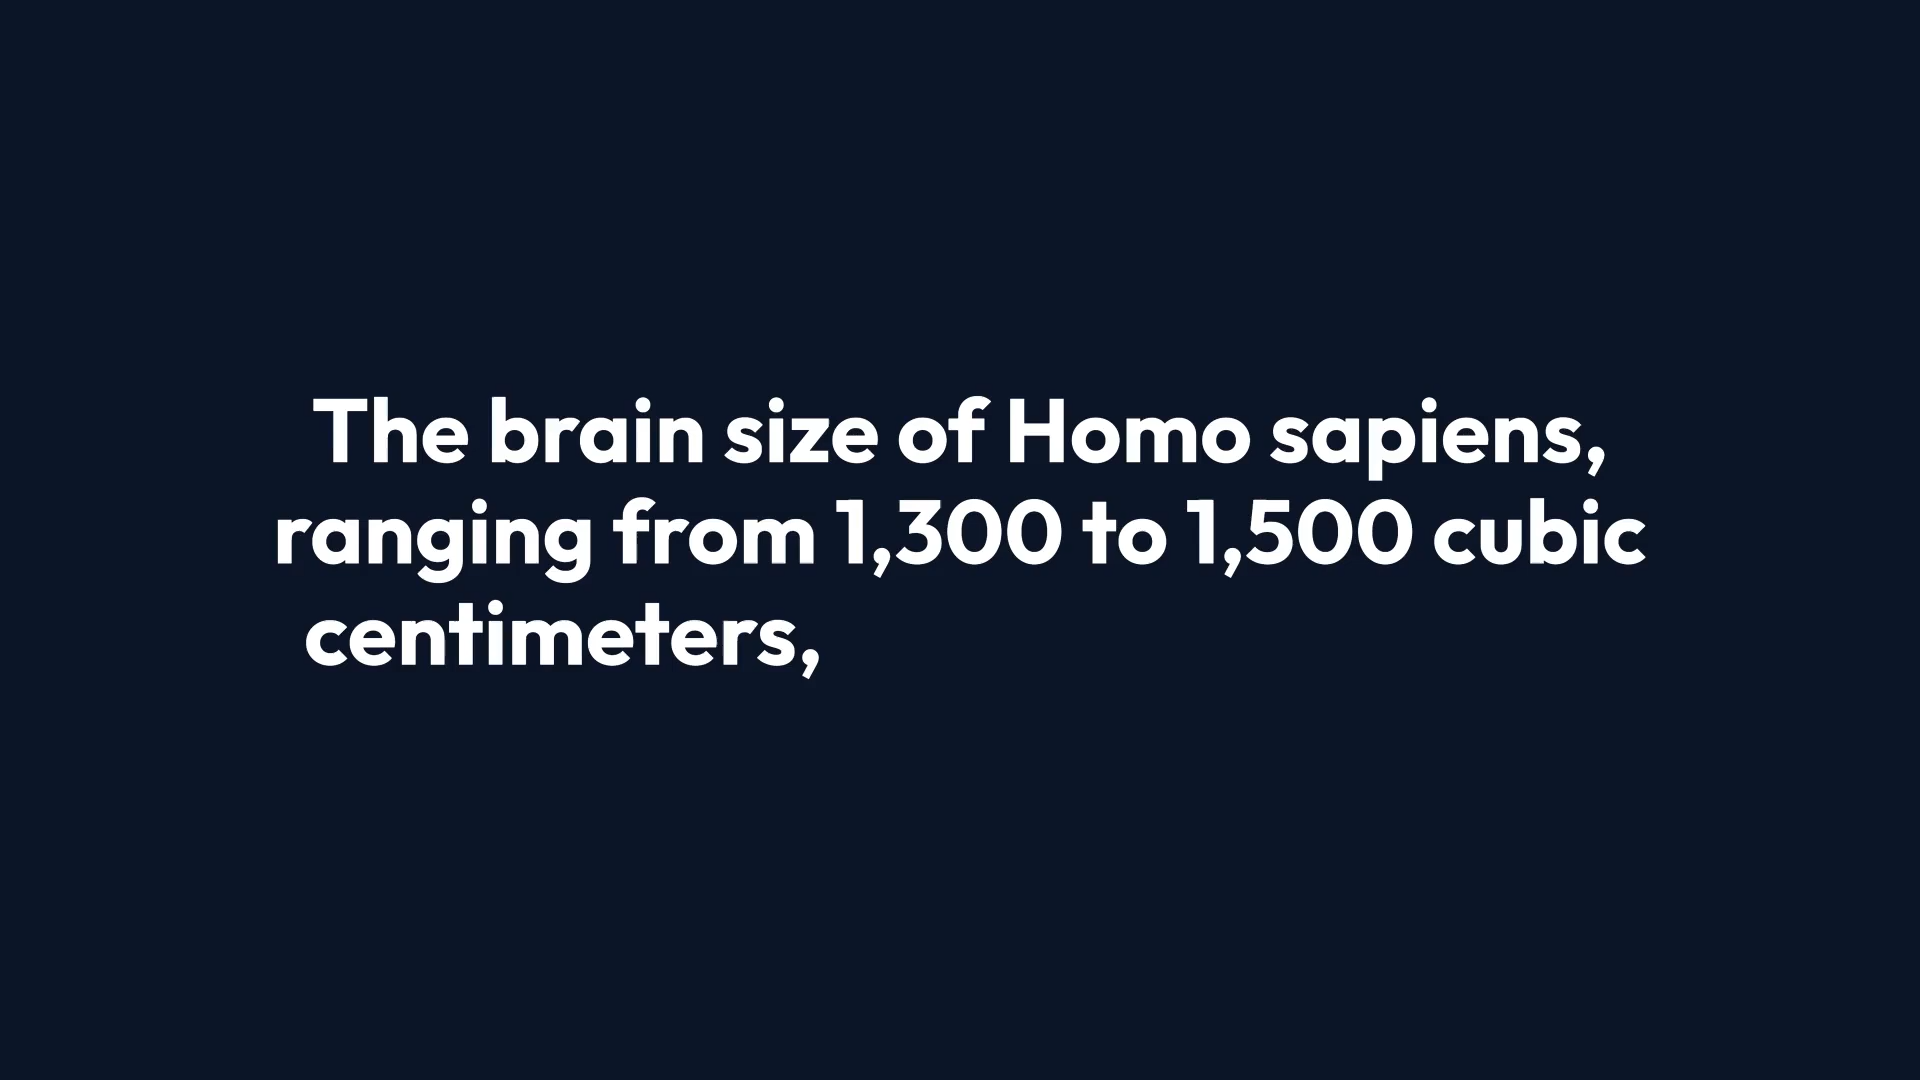 The brain size of Homo sapiens,
ranging from 1,300 to 1,500 cubic
centimeters,